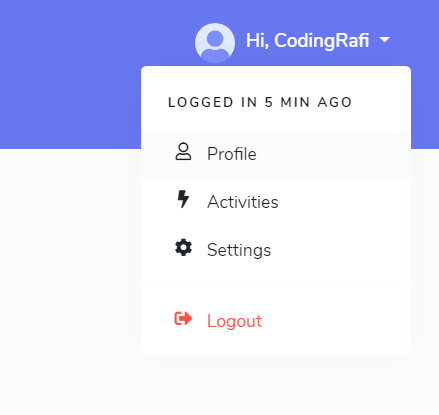 Hi, CodingRafi
LOGGED IN 5 MIN AGO
Profile
Activities
Settings
Logout